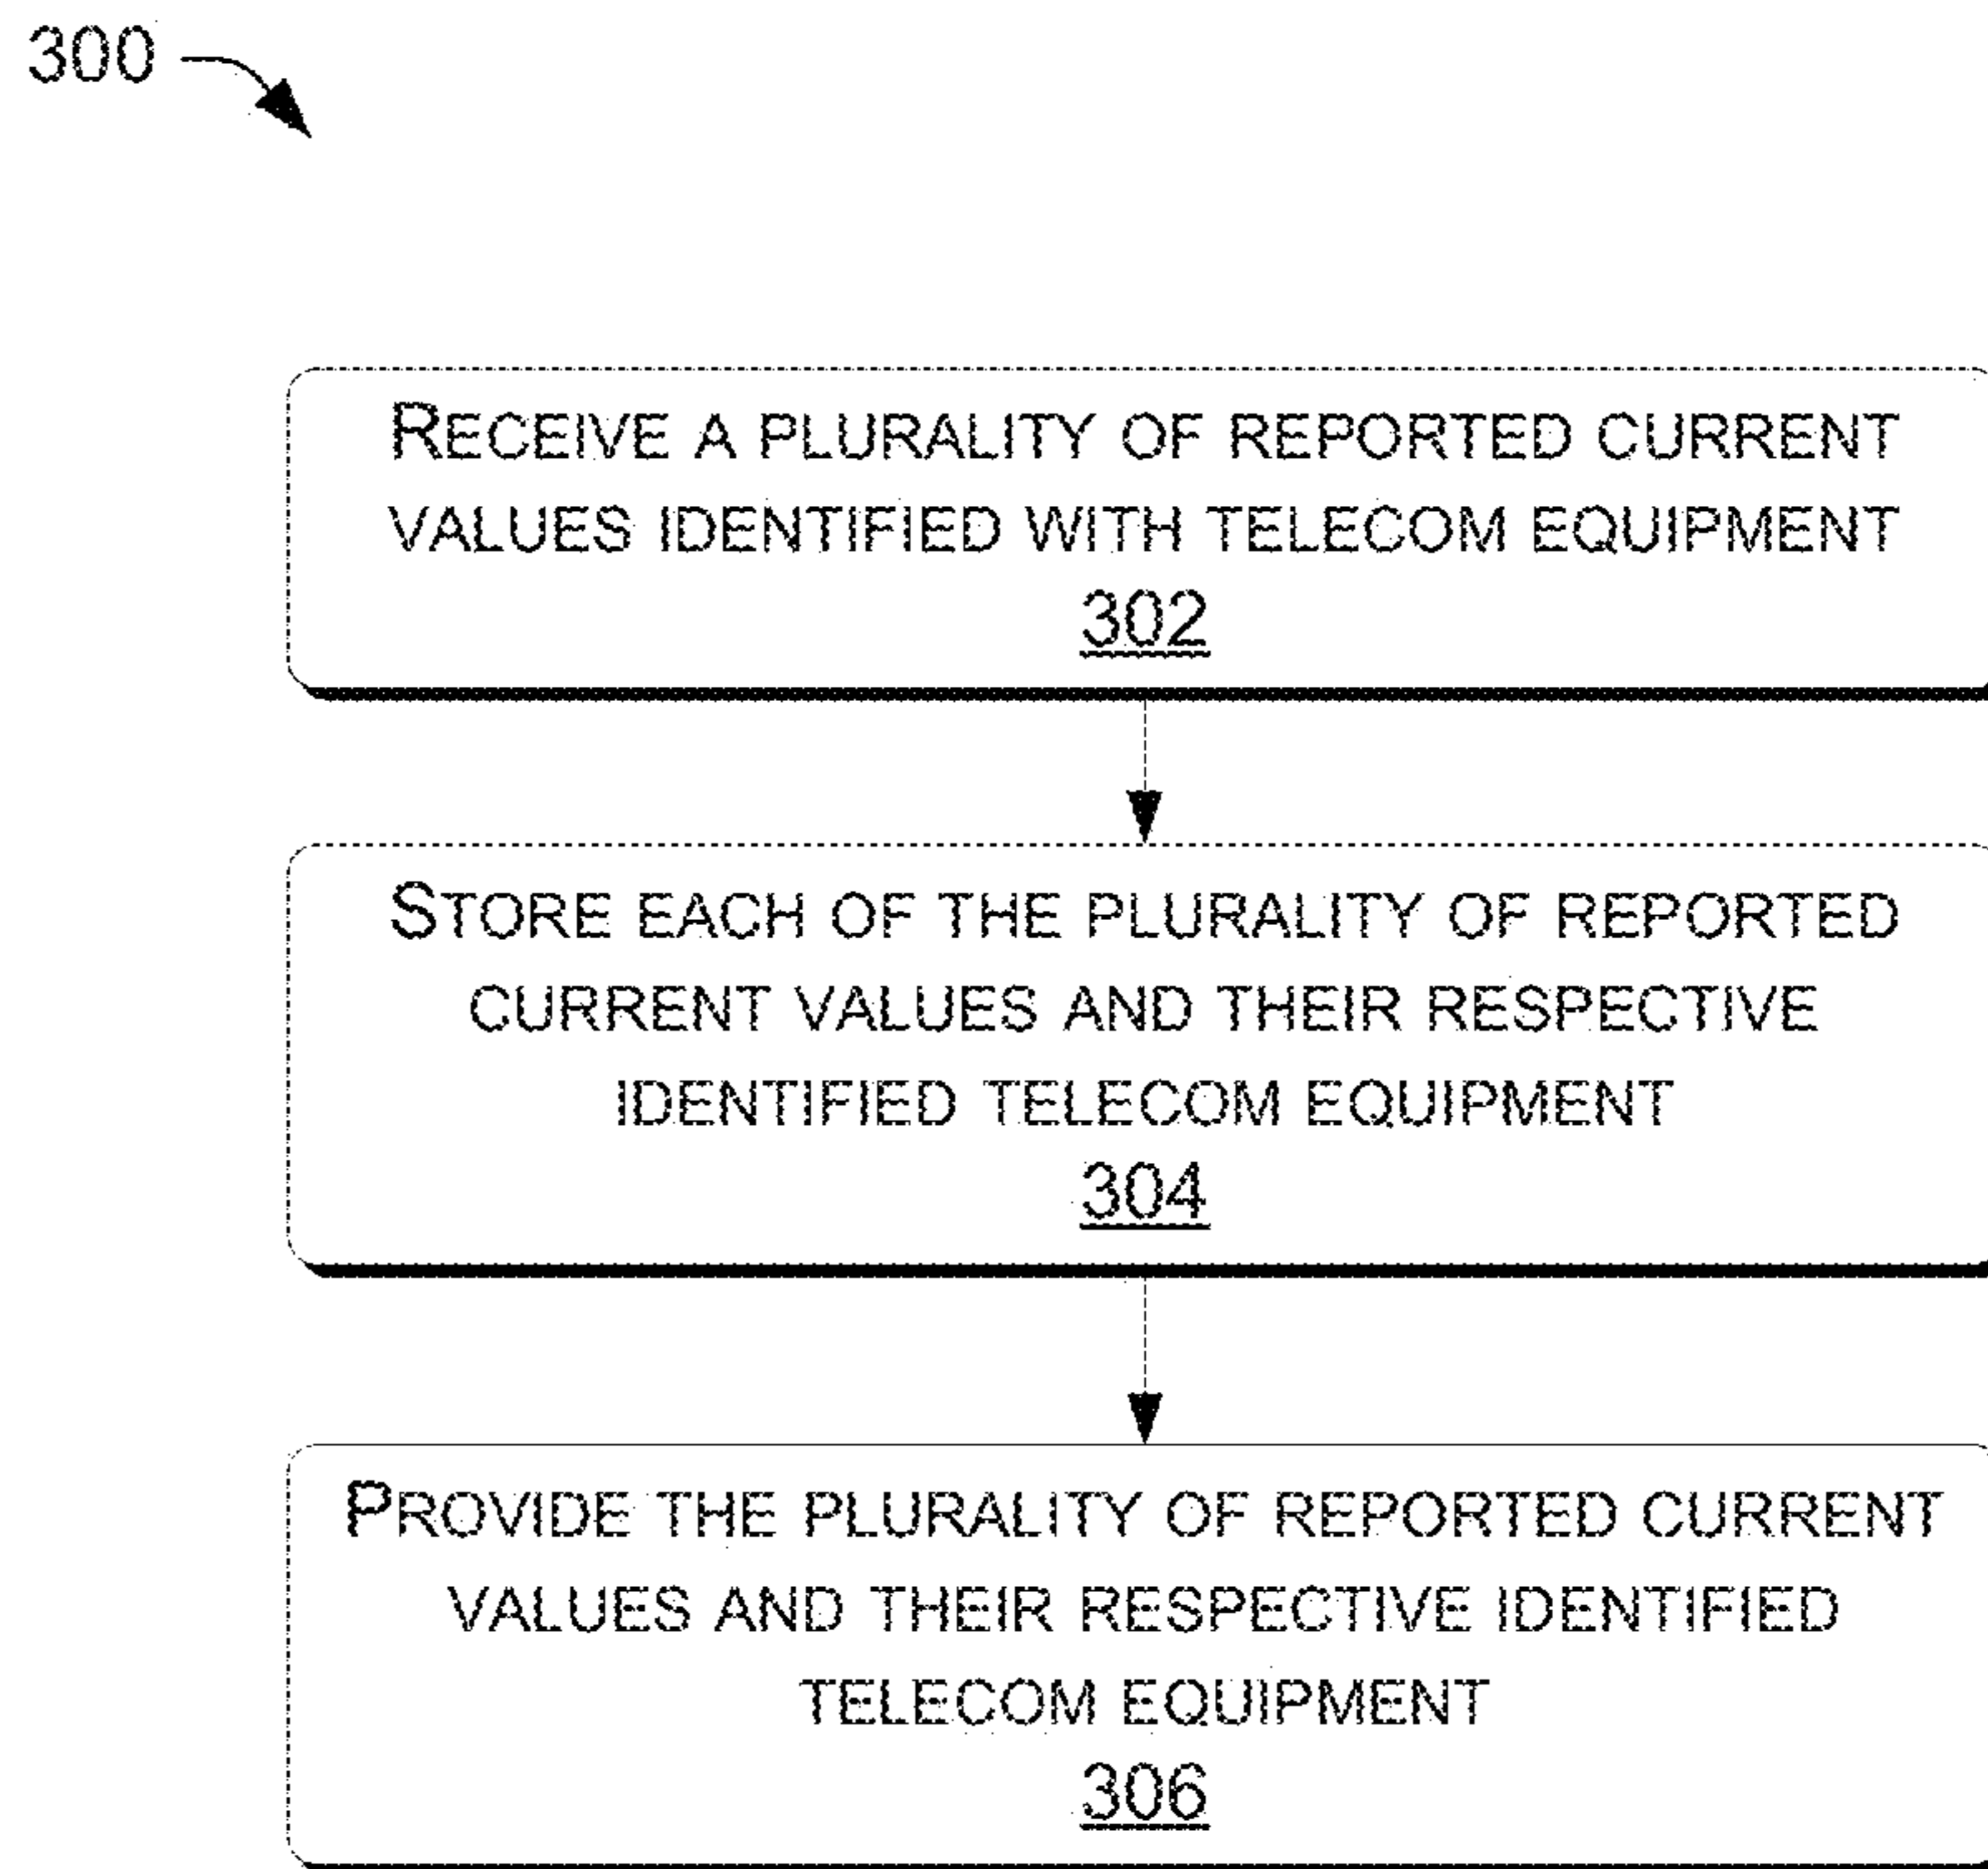 300
RECEIVE A PLURALITY OF REPORTED CURRENT
VALUES IDENTIFIED WITH TELECOM EQUIPMENT
302
STORE EACH OF THE PLURALITY OF REPORTED
CURRENT VALUES AND THEIR RESPECTIVE
IDENTIFIED TELECOM EQUIPMENT
304
PROVIDE THE PLURALITY OF REPORTED CURRENT
VALUES AND THEIR RESPECTIVE IDENTIFIED
TELECOM EQUIPMENT
306